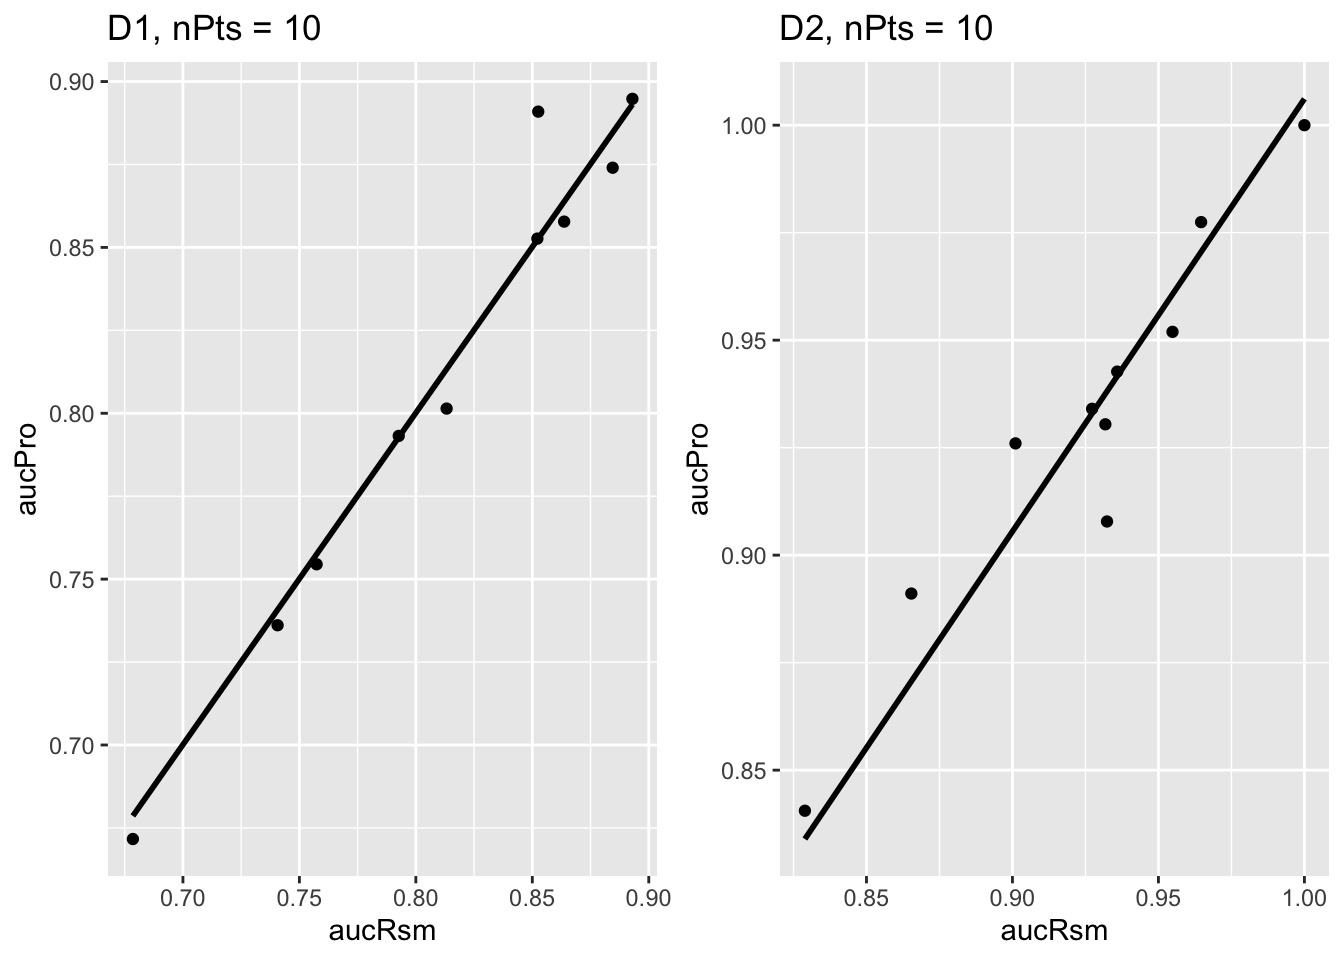 D1, nPts = 10
aucPro
0.90
0.85
0.80
0.75
0.70
0.70 0.75 0.80 0.85 0.90
aucRsm
D2, nPts = 10
aucPro
1.00
0.95
0.90
0.85
0.85 0.90 0.95 1.00
aucRsm